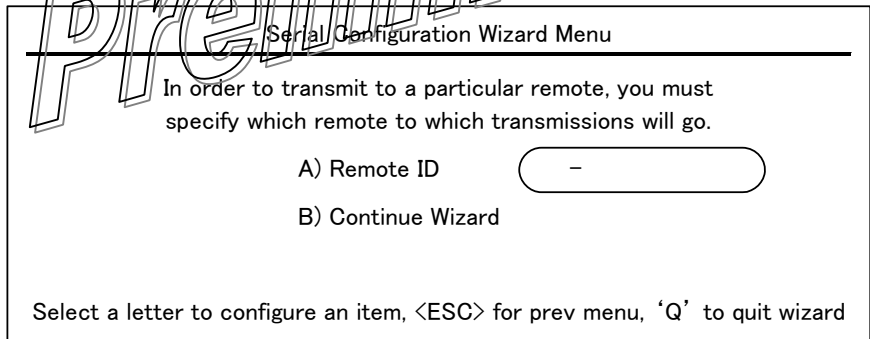 Serial Configuration Wizard Menu
In order to transmit to a particular remote, you must
specify which remote to which transmissions will go.
A) Remote ID –
B) Continue Wizard
Select a letter to configure an item, <ESC> for prev menu, ‘Q’ to quit wizard